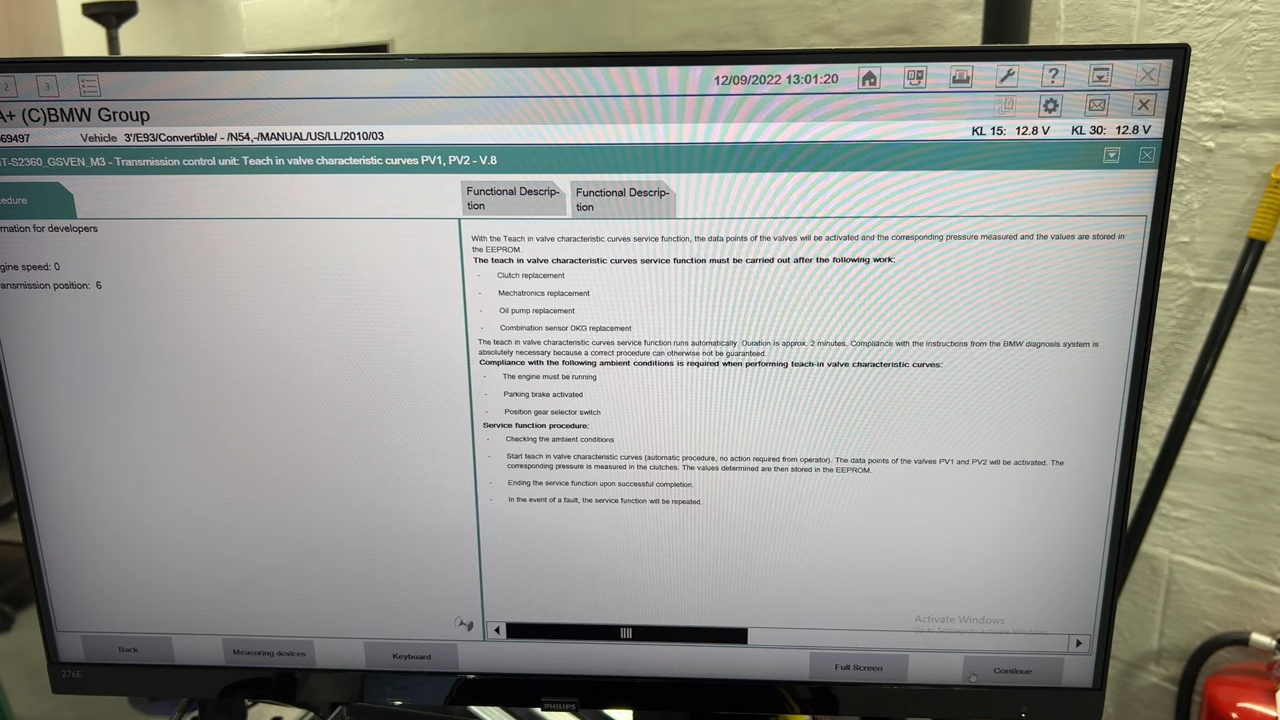 2 3
12/09/2022 13:01:20
A+ (C)BMW Group
69497 Vehicle 3'/E93/Convertible/ - /N54,-/MANUAL/US/LL/2010/03
KL 15: 12.8 V KL 30: 12.8 V
T-S2360_GSVEN_M3 - Transmission control unit: Teach in valve characteristic curves PV1, PV2 - V.8
edure
Functional Descrip-
tion
Functional Descrip-
tion
mation for developers
gine speed: 0
ansmission position: 6
With the Teach in valve characteristic curves service function, the data points of the valves will be activated and the corresponding pressure measured and the values are stored in
the EEPROM.
The teach in valve characteristic curves service function must be carried out after the following work:
- Clutch replacement
- Mechatronics replacement
- Oil pump replacement
- Combination sensor DKG replacement
The teach in valve characteristic curves service function runs automatically. Duration is approx. 2 minutes. Compliance with the instructions from the BMW diagnosis system is
absolutely necessary because a correct procedure can otherwise not be guaranteed.
Compliance with the following ambient conditions is required when performing teach-in valve characteristic curves:
- The engine must be running
- Parking brake activated
- Position gear selector switch
Service function procedure:
- Checking the ambient conditions
- Start teach in valve characteristic curves (automatic procedure, no action required from operator). The data points of the valves PV1 and PV2 will be activated. The
corresponding pressure is measured in the clutches. The values determined are then stored in the EEPROM.
- Ending the service function upon successful completion.
- In the event of a fault, the service function will be repeated.
Activate Windows
Go to Settings to activate Windows.
Back
Measuring devices
Keyboard
Full Screen
Continue
276E
PHILIPS